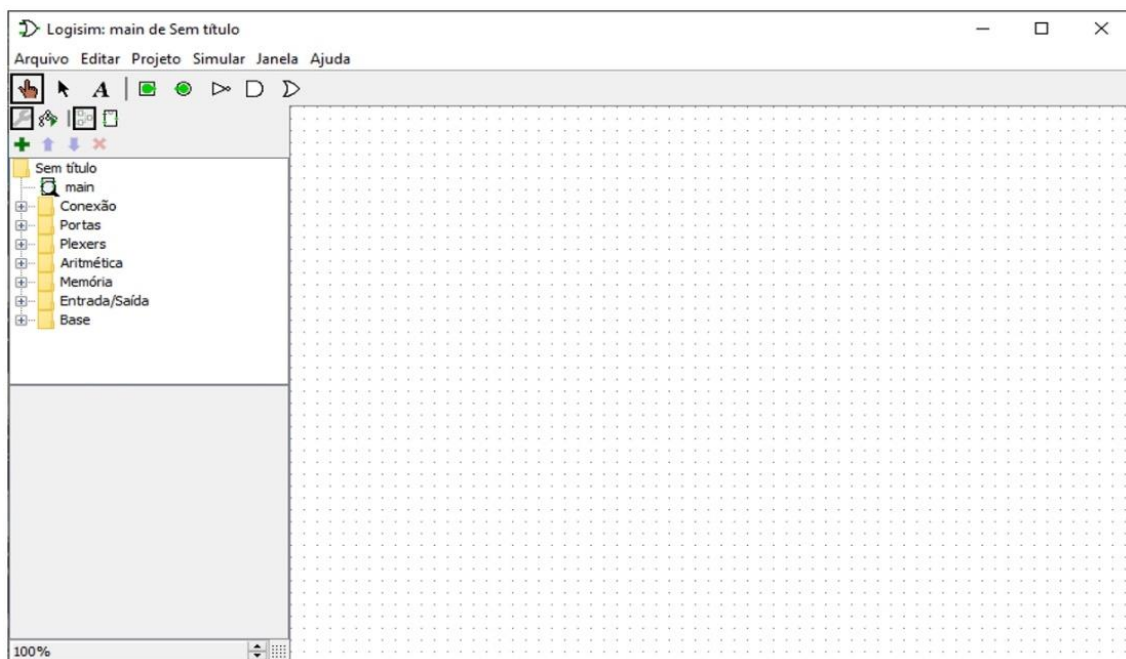 Logisim: main de Sem título
Arquivo Editar Projeto Simular Janela Ajuda
A
Sem título
main
Conexão
Portas
Plexers
Aritmética
Memória
Entrada/Saída
Base
100%